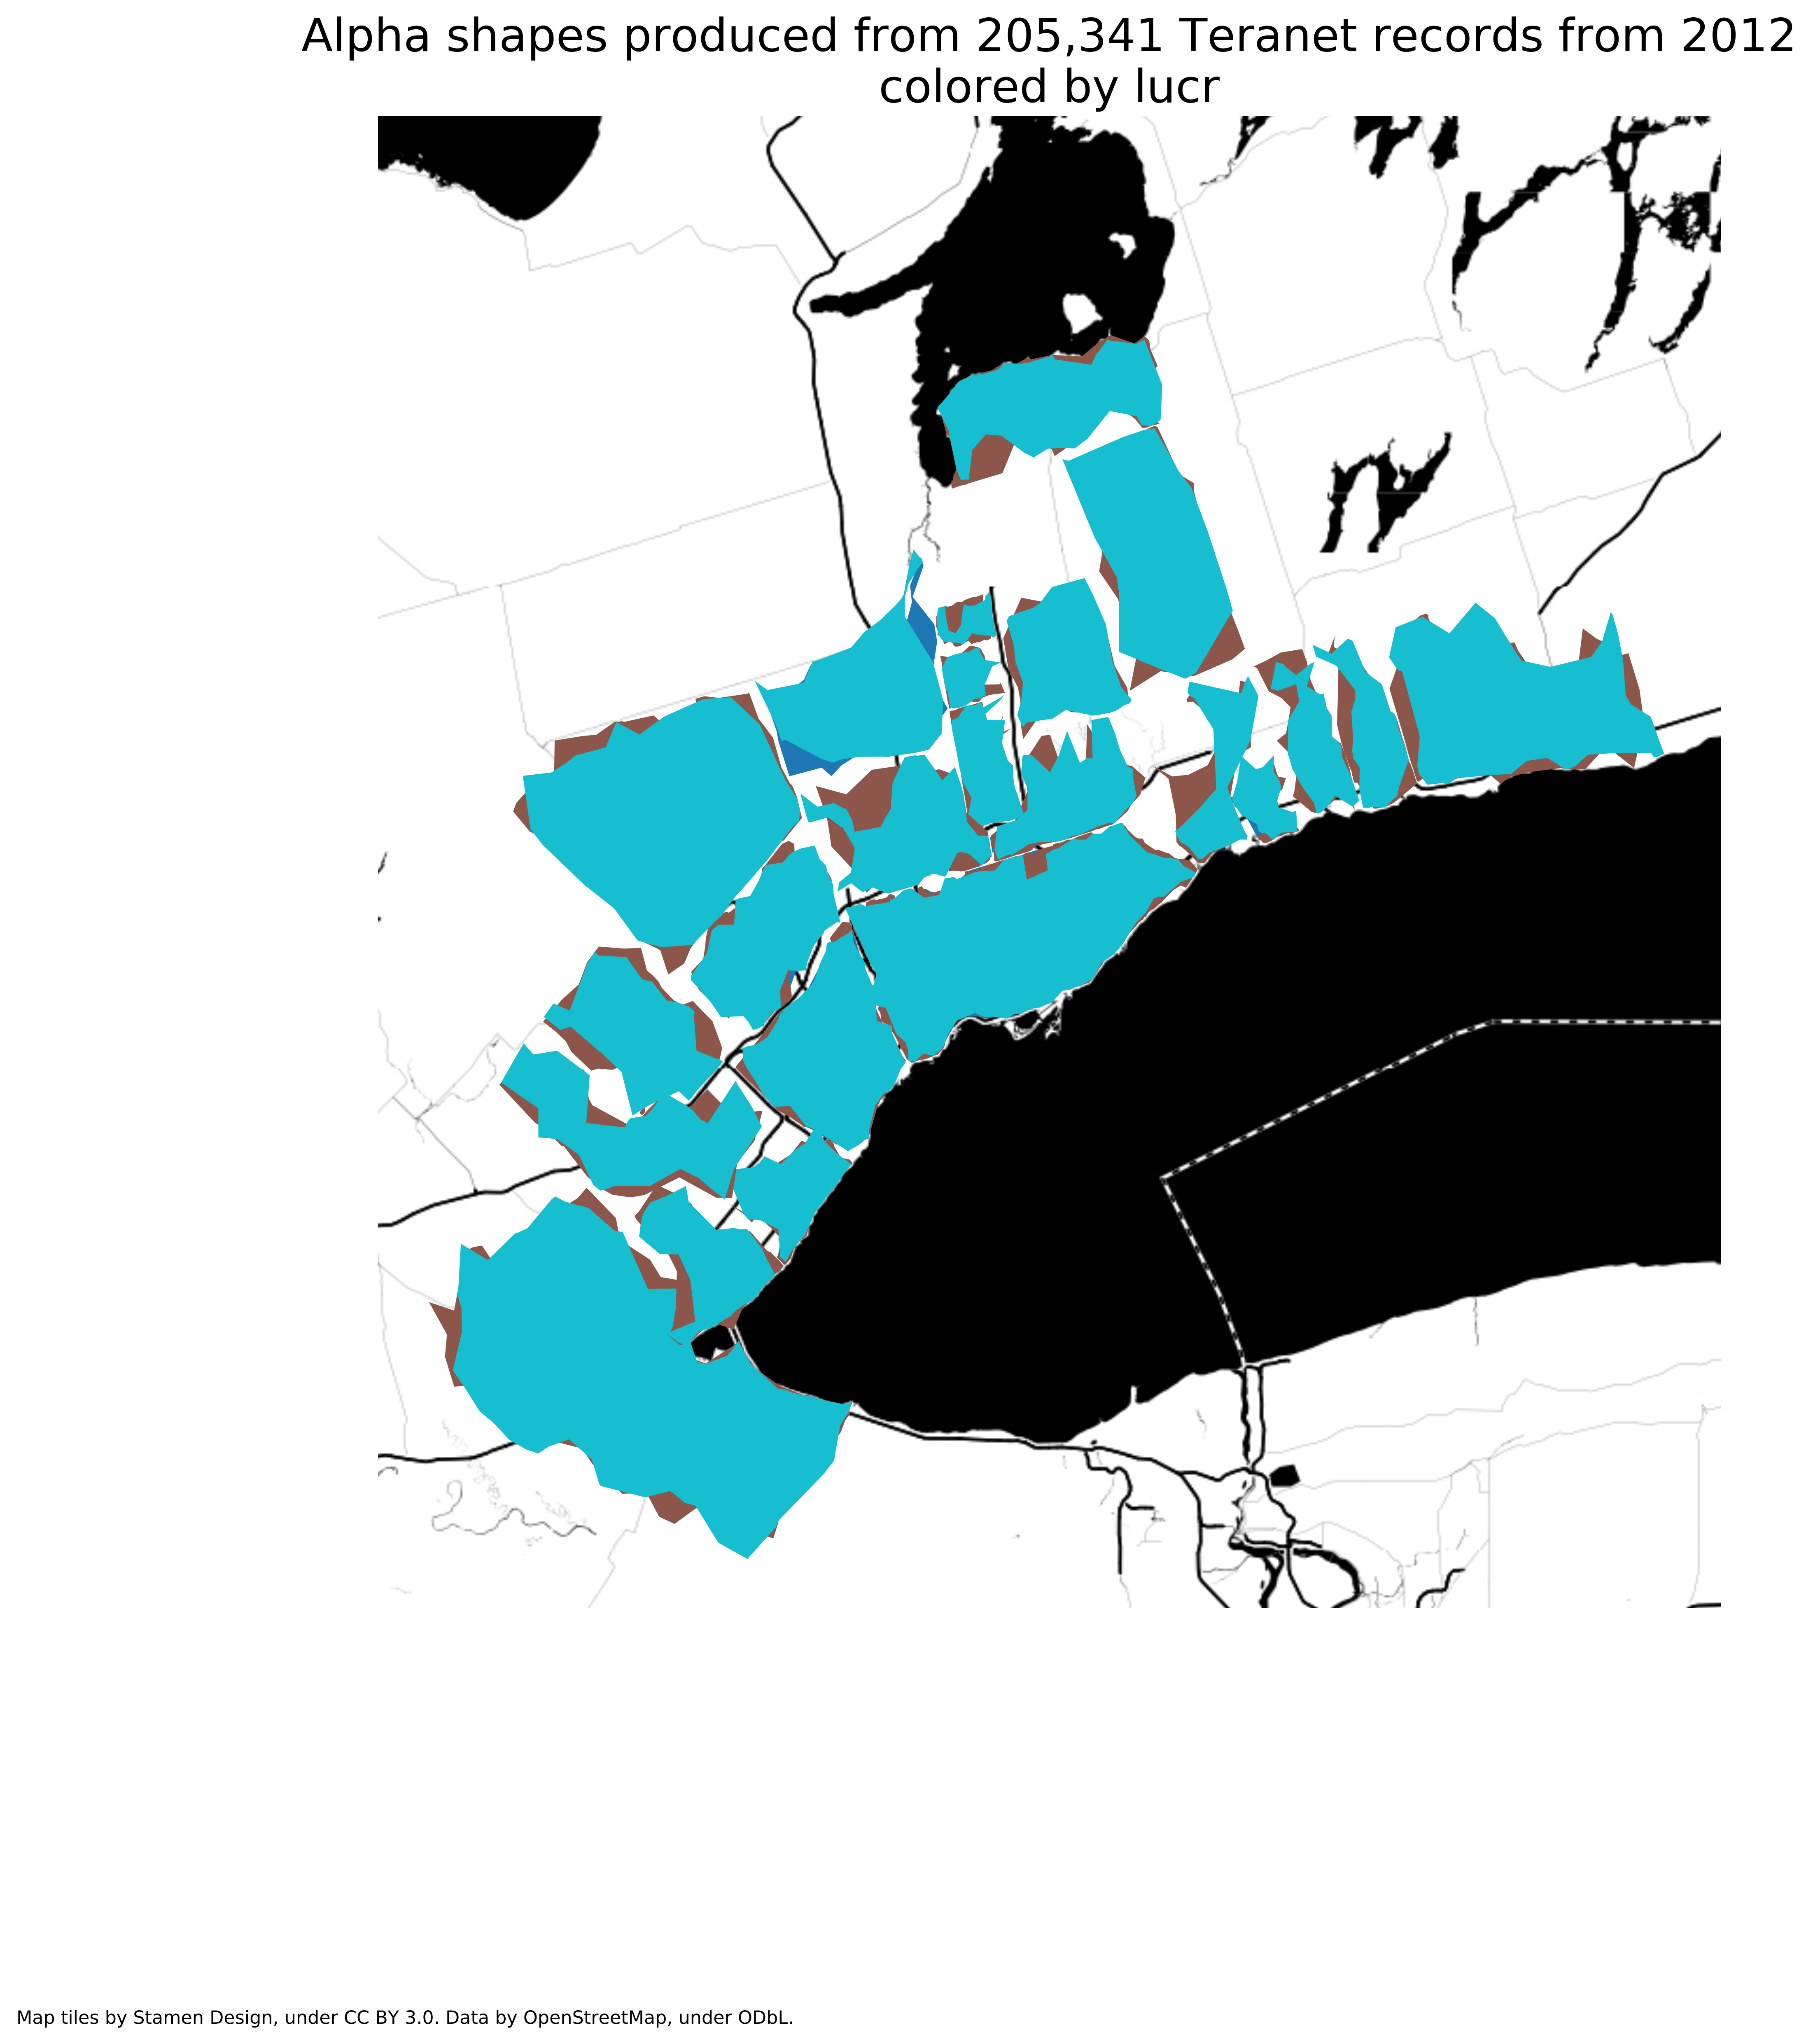 Alpha shapes produced from 205,341 Teranet records from 2012
colored by lucr
Map tiles by Stamen Design, under CC BY 3.0. Data by OpenStreetMap, under ODbL.